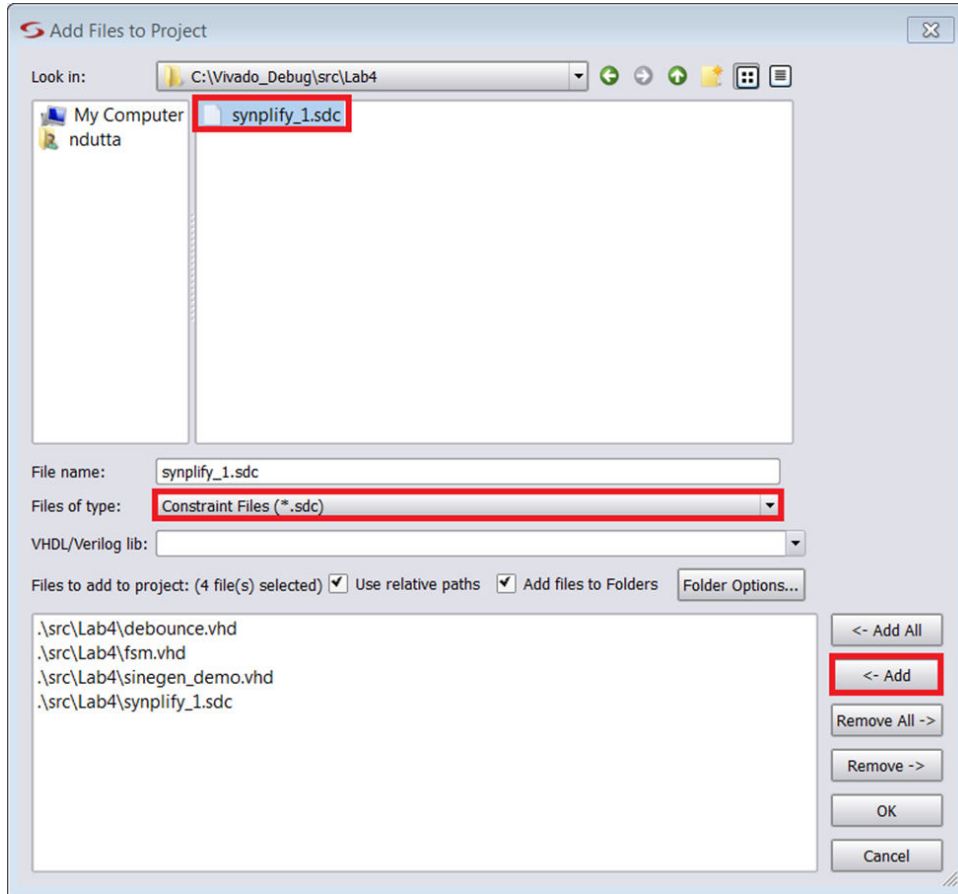 Add Files to Project
Look in: C:\Vivado_Debug\src\Lab4
My Computer
ndutta
synplify_1.sdc
File name: synplify_1.sdc
Files of type: Constraint Files (*.sdc)
VHDL/Verilog lib:
Files to add to project: (4 file(s) selected) Use relative paths Add files to Folders Folder Options...
.\src\Lab4\debounce.vhd
.\src\Lab4\fsm.vhd
.\src\Lab4\sinegen_demo.vhd
.\src\Lab4\synplify_1.sdc
<- Add All
<- Add
Remove All ->
Remove ->
OK
Cancel